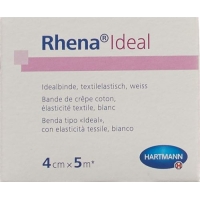 Rhena® Ideal
Idealbinde, textilelastisch, weiss
Bande de crêpe coton,
élasticité textile, blanc
Benda tipo «Ideal»,
con elasticità tessile, bianco
4 cm x 5 m*
HARTMANN